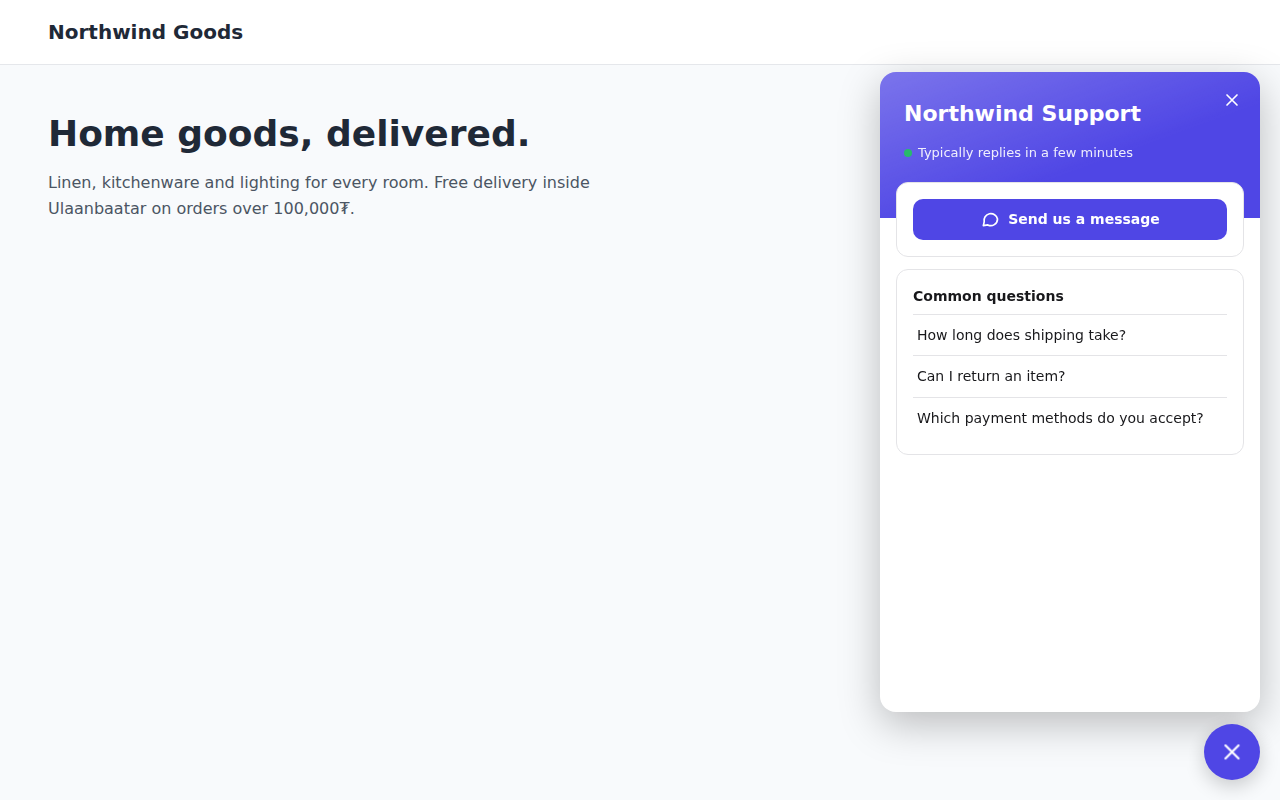 Northwind Goods
Home goods, delivered.
Linen, kitchenware and lighting for every room. Free delivery inside
Ulaanbaatar on orders over 100,000₮.
Northwind Support
Typically replies in a few minutes
Send us a message
Common questions
How long does shipping take?
Can I return an item?
Which payment methods do you accept?